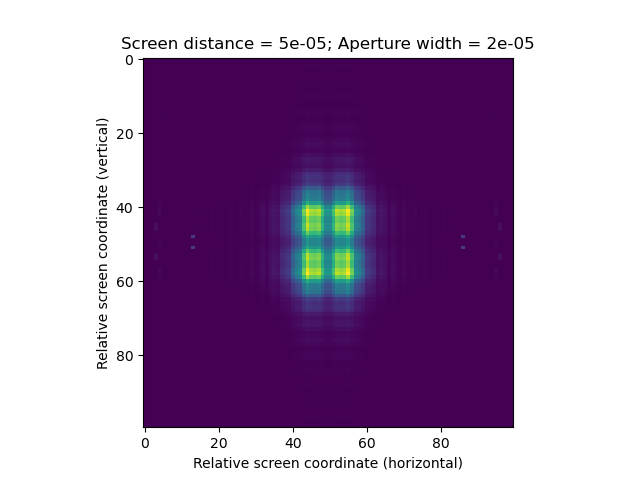 Screen distance = 5e-05; Aperture width = 2e-05
Relative screen coordinate (vertical)
0
20
40
60
80
0 20 40 60 80
Relative screen coordinate (horizontal)